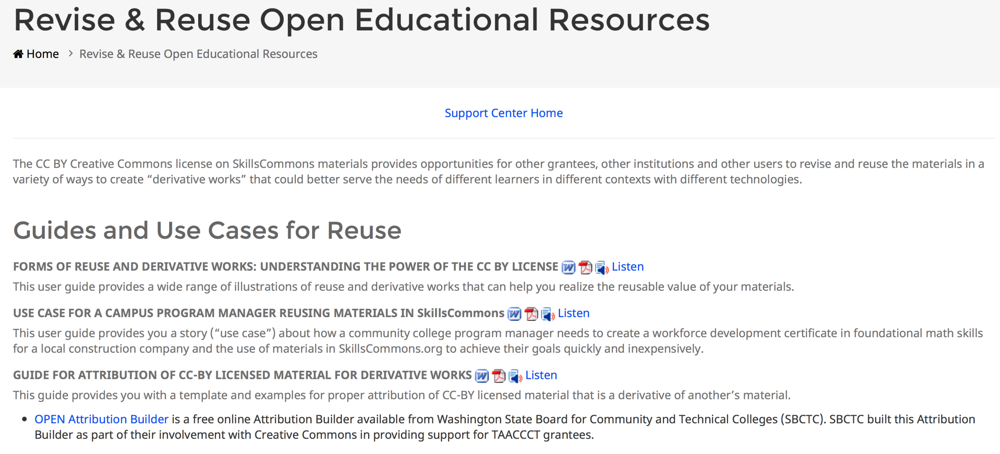 Revise & Reuse Open Educational Resources
Home > Revise & Reuse Open Educational Resources
Support Center Home
The CC BY Creative Commons license on SkillsCommons materials provides opportunities for other grantees, other institutions and other users to revise and reuse the materials in a
variety of ways to create “derivative works” that could better serve the needs of different learners in different contexts with different technologies.
Guides and Use Cases for Reuse
FORMS OF REUSE AND DERIVATIVE WORKS: UNDERSTANDING THE POWER OF THE CC BY LICENSE Listen
This user guide provides a wide range of illustrations of reuse and derivative works that can help you realize the reusable value of your materials.
USE CASE FOR A CAMPUS PROGRAM MANAGER REUSING MATERIALS IN SkillsCommons Listen
This user guide provides you a story (“use case”) about how a community college program manager needs to create a workforce development certificate in foundational math skills
for a local construction company and the use of materials in SkillsCommons.org to achieve their goals quickly and inexpensively.
GUIDE FOR ATTRIBUTION OF CC-BY LICENSED MATERIAL FOR DERIVATIVE WORKS Listen
This guide provides you with a template and examples for proper attribution of CC-BY licensed material that is a derivative of another’s material.
• OPEN Attribution Builder is a free online Attribution Builder available from Washington State Board for Community and Technical Colleges (SBCTC). SBCTC built this Attribution
Builder as part of their involvement with Creative Commons in providing support for TAACCCT grantees.